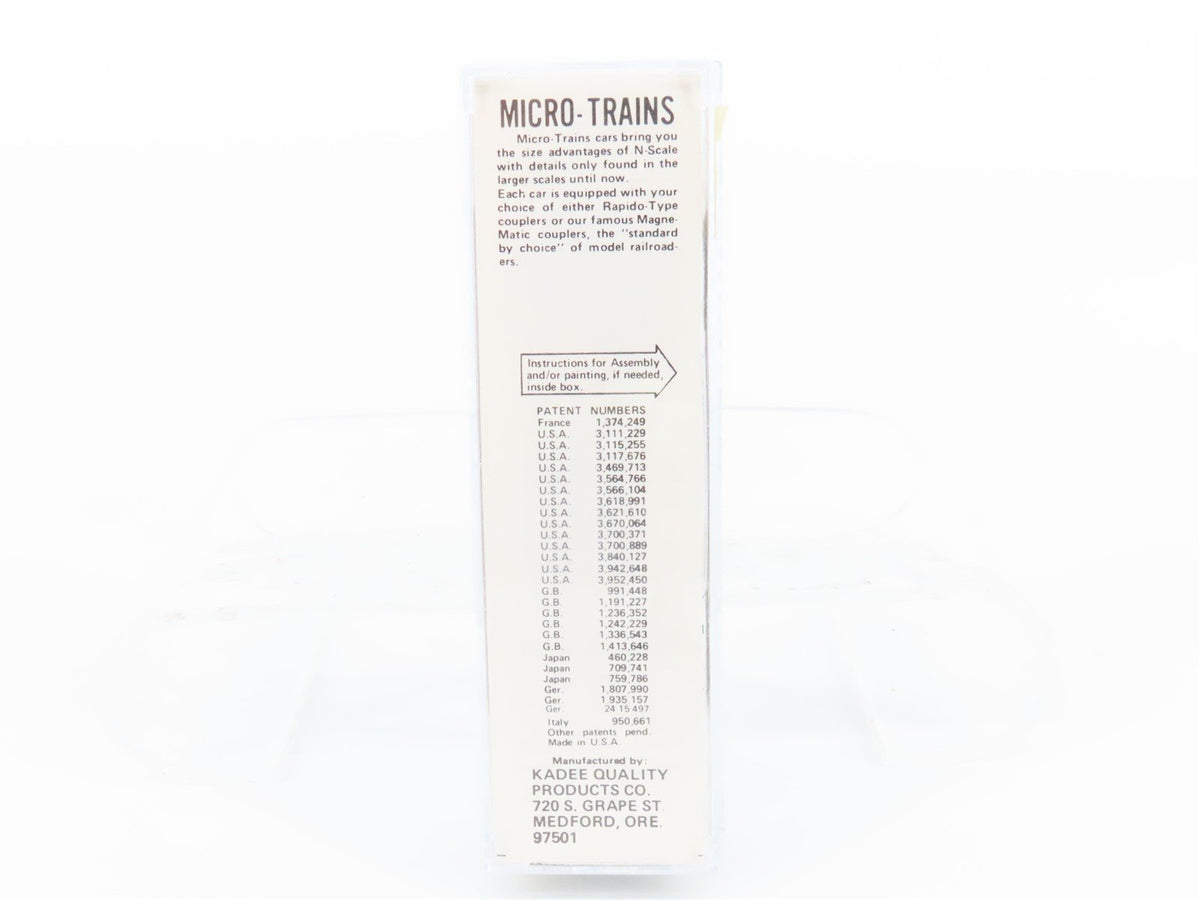 MICRO-TRAINS
Micro-Trains cars bring you
the size advantages of N-Scale
with details only found in the
larger scales until now.
Each car is equipped with your
choice of either Rapido-Type
couplers or our famous Magne-
Matic couplers, the "standard
by choice" of model railroad-
ers.
Instructions for Assembly
and/or painting, if needed,
inside box.
PATENT NUMBERS
France 1,374,249
U.S.A. 3,111,229
U.S.A. 3,115,255
U.S.A. 3,117,676
U.S.A. 3,469,713
U.S.A. 3,564,766
U.S.A. 3,566,104
U.S.A. 3,618,991
U.S.A. 3,621,610
U.S.A. 3,670,064
U.S.A. 3,700,371
U.S.A. 3,700,889
U.S.A. 3,840,127
U.S.A. 3,942,648
U.S.A. 3,952,450
G.B. 991,448
G.B. 1,191,227
G.B. 1,236,352
G.B. 1,242,229
G.B. 1,336,543
G.B. 1,413,646
Japan 460,228
Japan 709,741
Japan 759,786
Ger. 1,807,990
Ger. 1 935 157
Ger. 24 15 497
Italy 950,661
Other patents pend.
Made in U.S.A.
Manufactured by:
KADEE QUALITY
PRODUCTS CO.
720 S. GRAPE ST.
MEDFORD, ORE.
97501